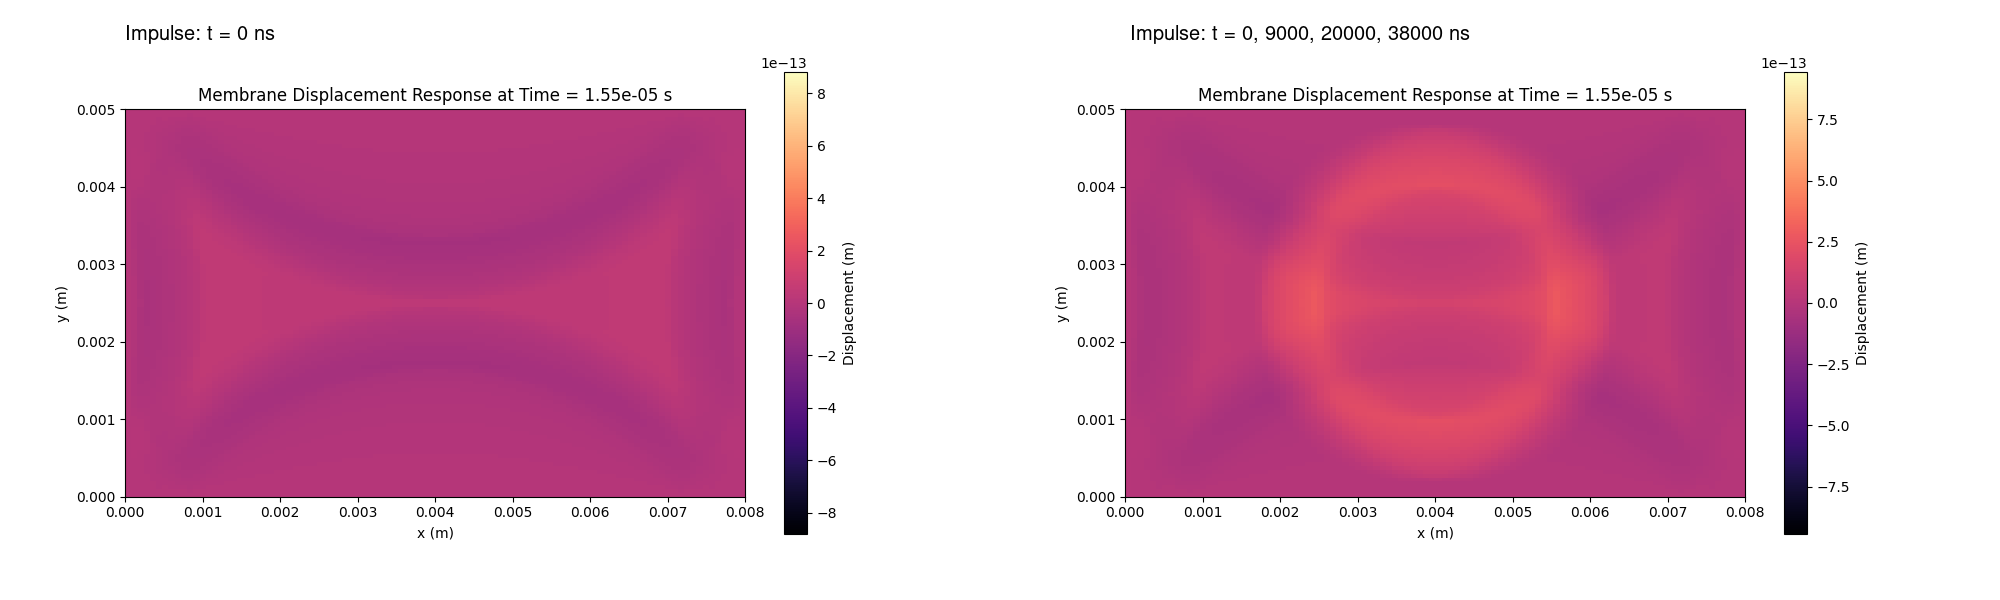 Impulse: t = 0 ns
1e−13
Membrane Displacement Response at Time = 1.55e-05 s
0.005
0.004
0.003
0.002
0.001
0.000
y (m)
0.000 0.001 0.002 0.003 0.004 0.005 0.006 0.007 0.008
x (m)
8
6
4
2
0
−2
−4
−6
−8
Displacement (m)
Impulse: t = 0, 9000, 20000, 38000 ns
1e−13
Membrane Displacement Response at Time = 1.55e-05 s
0.005
0.004
0.003
0.002
0.001
0.000
y (m)
0.000 0.001 0.002 0.003 0.004 0.005 0.006 0.007 0.008
x (m)
7.5
5.0
2.5
0.0
−2.5
−5.0
−7.5
Displacement (m)